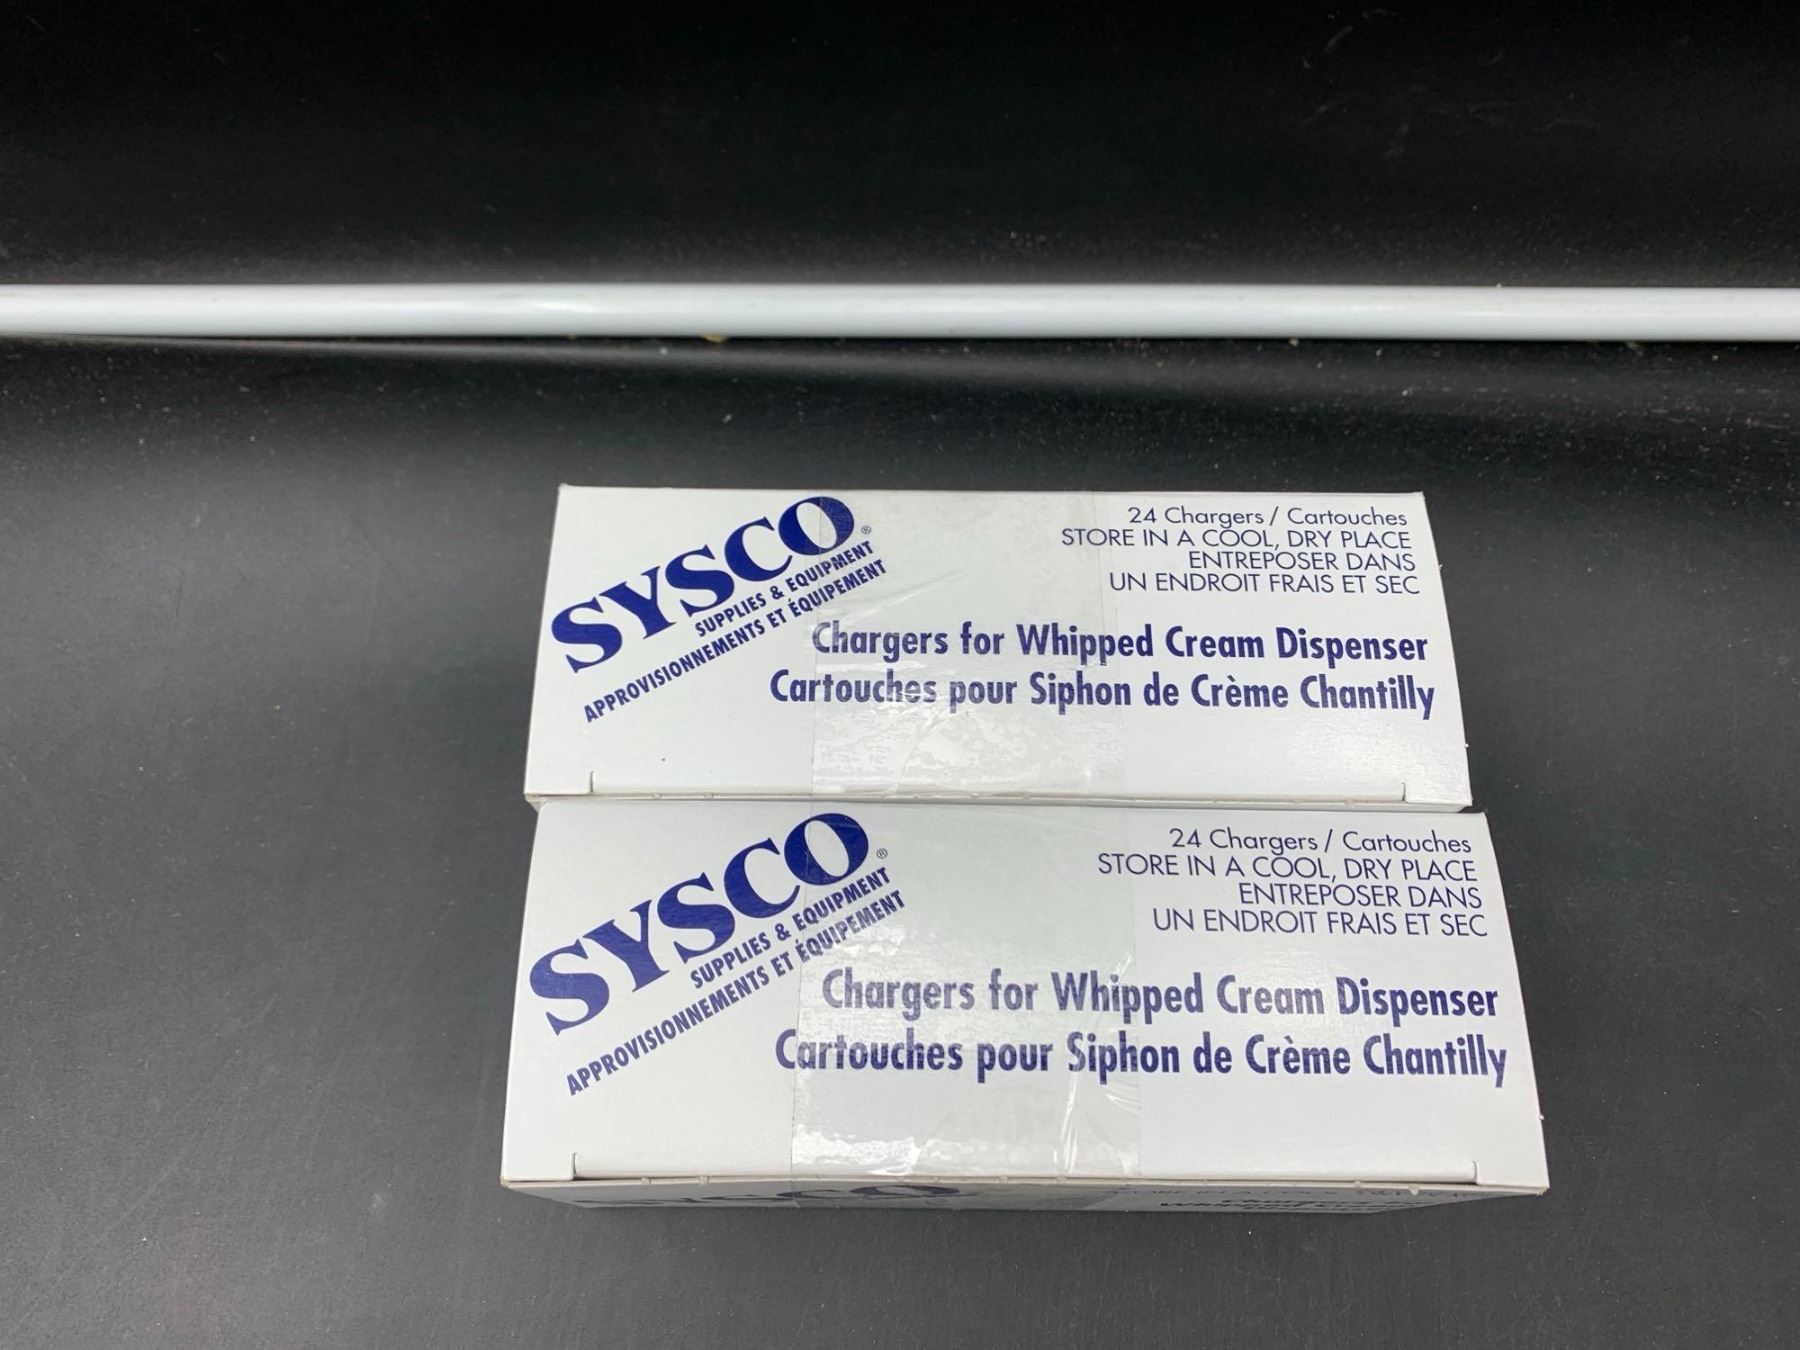 SYSCO®
SUPPLIES & EQUIPMENT
APPROVISIONNEMENTS ET ÉQUIPEMENT
24 Chargers / Cartouches
STORE IN A COOL, DRY PLACE
ENTREPOSER DANS
UN ENDROIT FRAIS ET SEC
Chargers for Whipped Cream Dispenser
Cartouches pour Siphon de Crème Chantilly
SYSCO®
SUPPLIES & EQUIPMENT
APPROVISIONNEMENTS ET ÉQUIPEMENT
24 Chargers / Cartouches
STORE IN A COOL, DRY PLACE
ENTREPOSER DANS
UN ENDROIT FRAIS ET SEC
Chargers for Whipped Cream Dispenser
Cartouches pour Siphon de Crème Chantilly